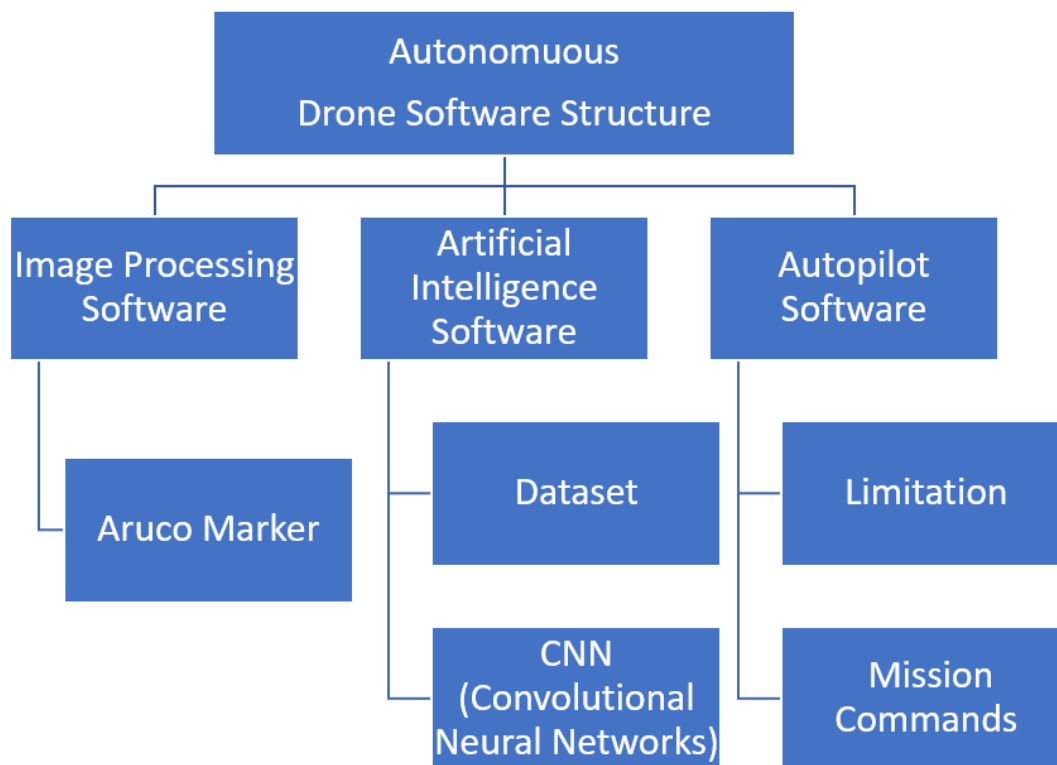 Autonomuous
Drone Software Structure
Image Processing
Software
Artificial
Intelligence
Software
Autopilot
Software
Aruco Marker
Dataset
Limitation
CNN
(Convolutional
Neural Networks)
Mission
Commands